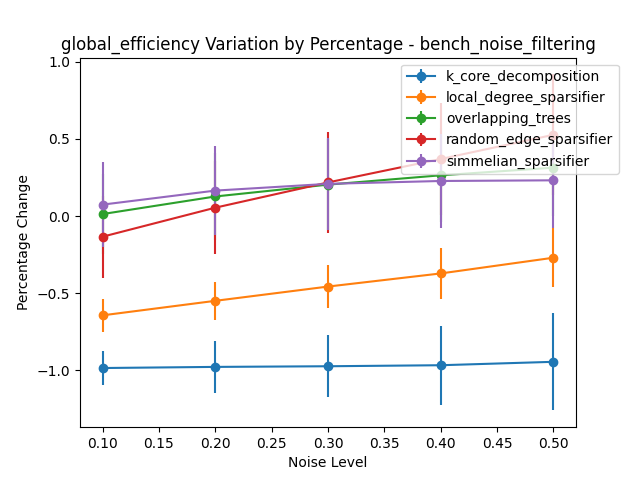 global_efficiency Variation by Percentage - bench_noise_filtering
1.0
0.5
0.0
−0.5
−1.0
Percentage Change
k_core_decomposition
local_degree_sparsifier
overlapping_trees
random_edge_sparsifier
simmelian_sparsifier
0.10 0.15 0.20 0.25 0.30 0.35 0.40 0.45 0.50
Noise Level